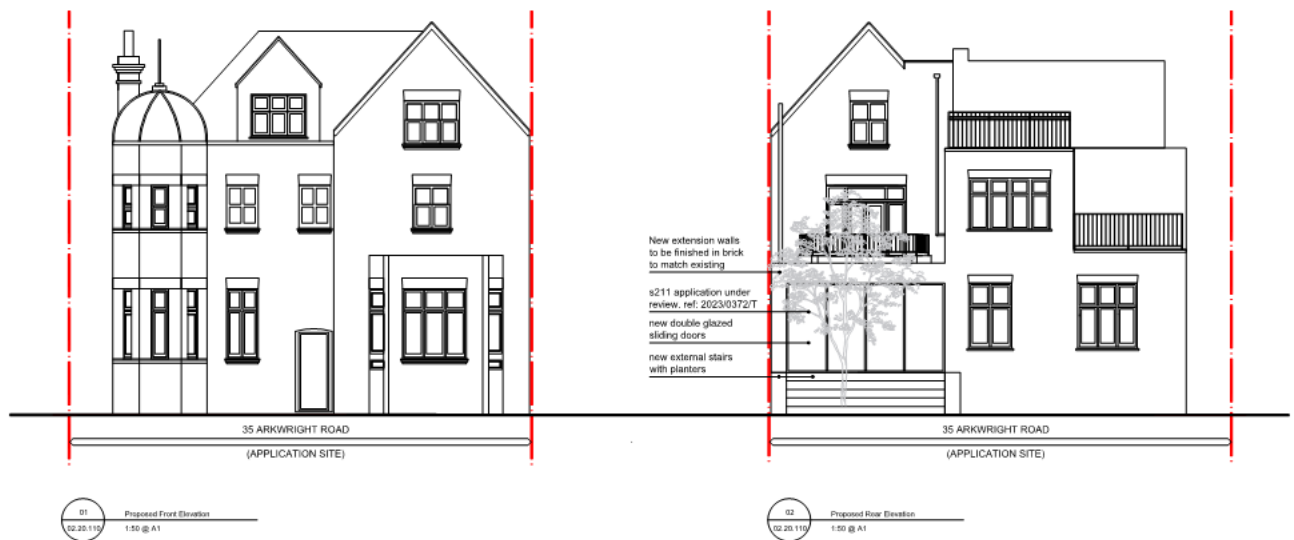 New extension walls
to be finished in brick
to match existing
s211 application under
review. ref: 2023/0372/T
new double glazed
sliding doors
new external stairs
with planters
35 ARKWRIGHT ROAD
(APPLICATION SITE)
35 ARKWRIGHT ROAD
(APPLICATION SITE)
01
02.20.110
Proposed Front Elevation
1:50 @ A1
02
02.20.110
Proposed Rear Elevation
1:50 @ A1